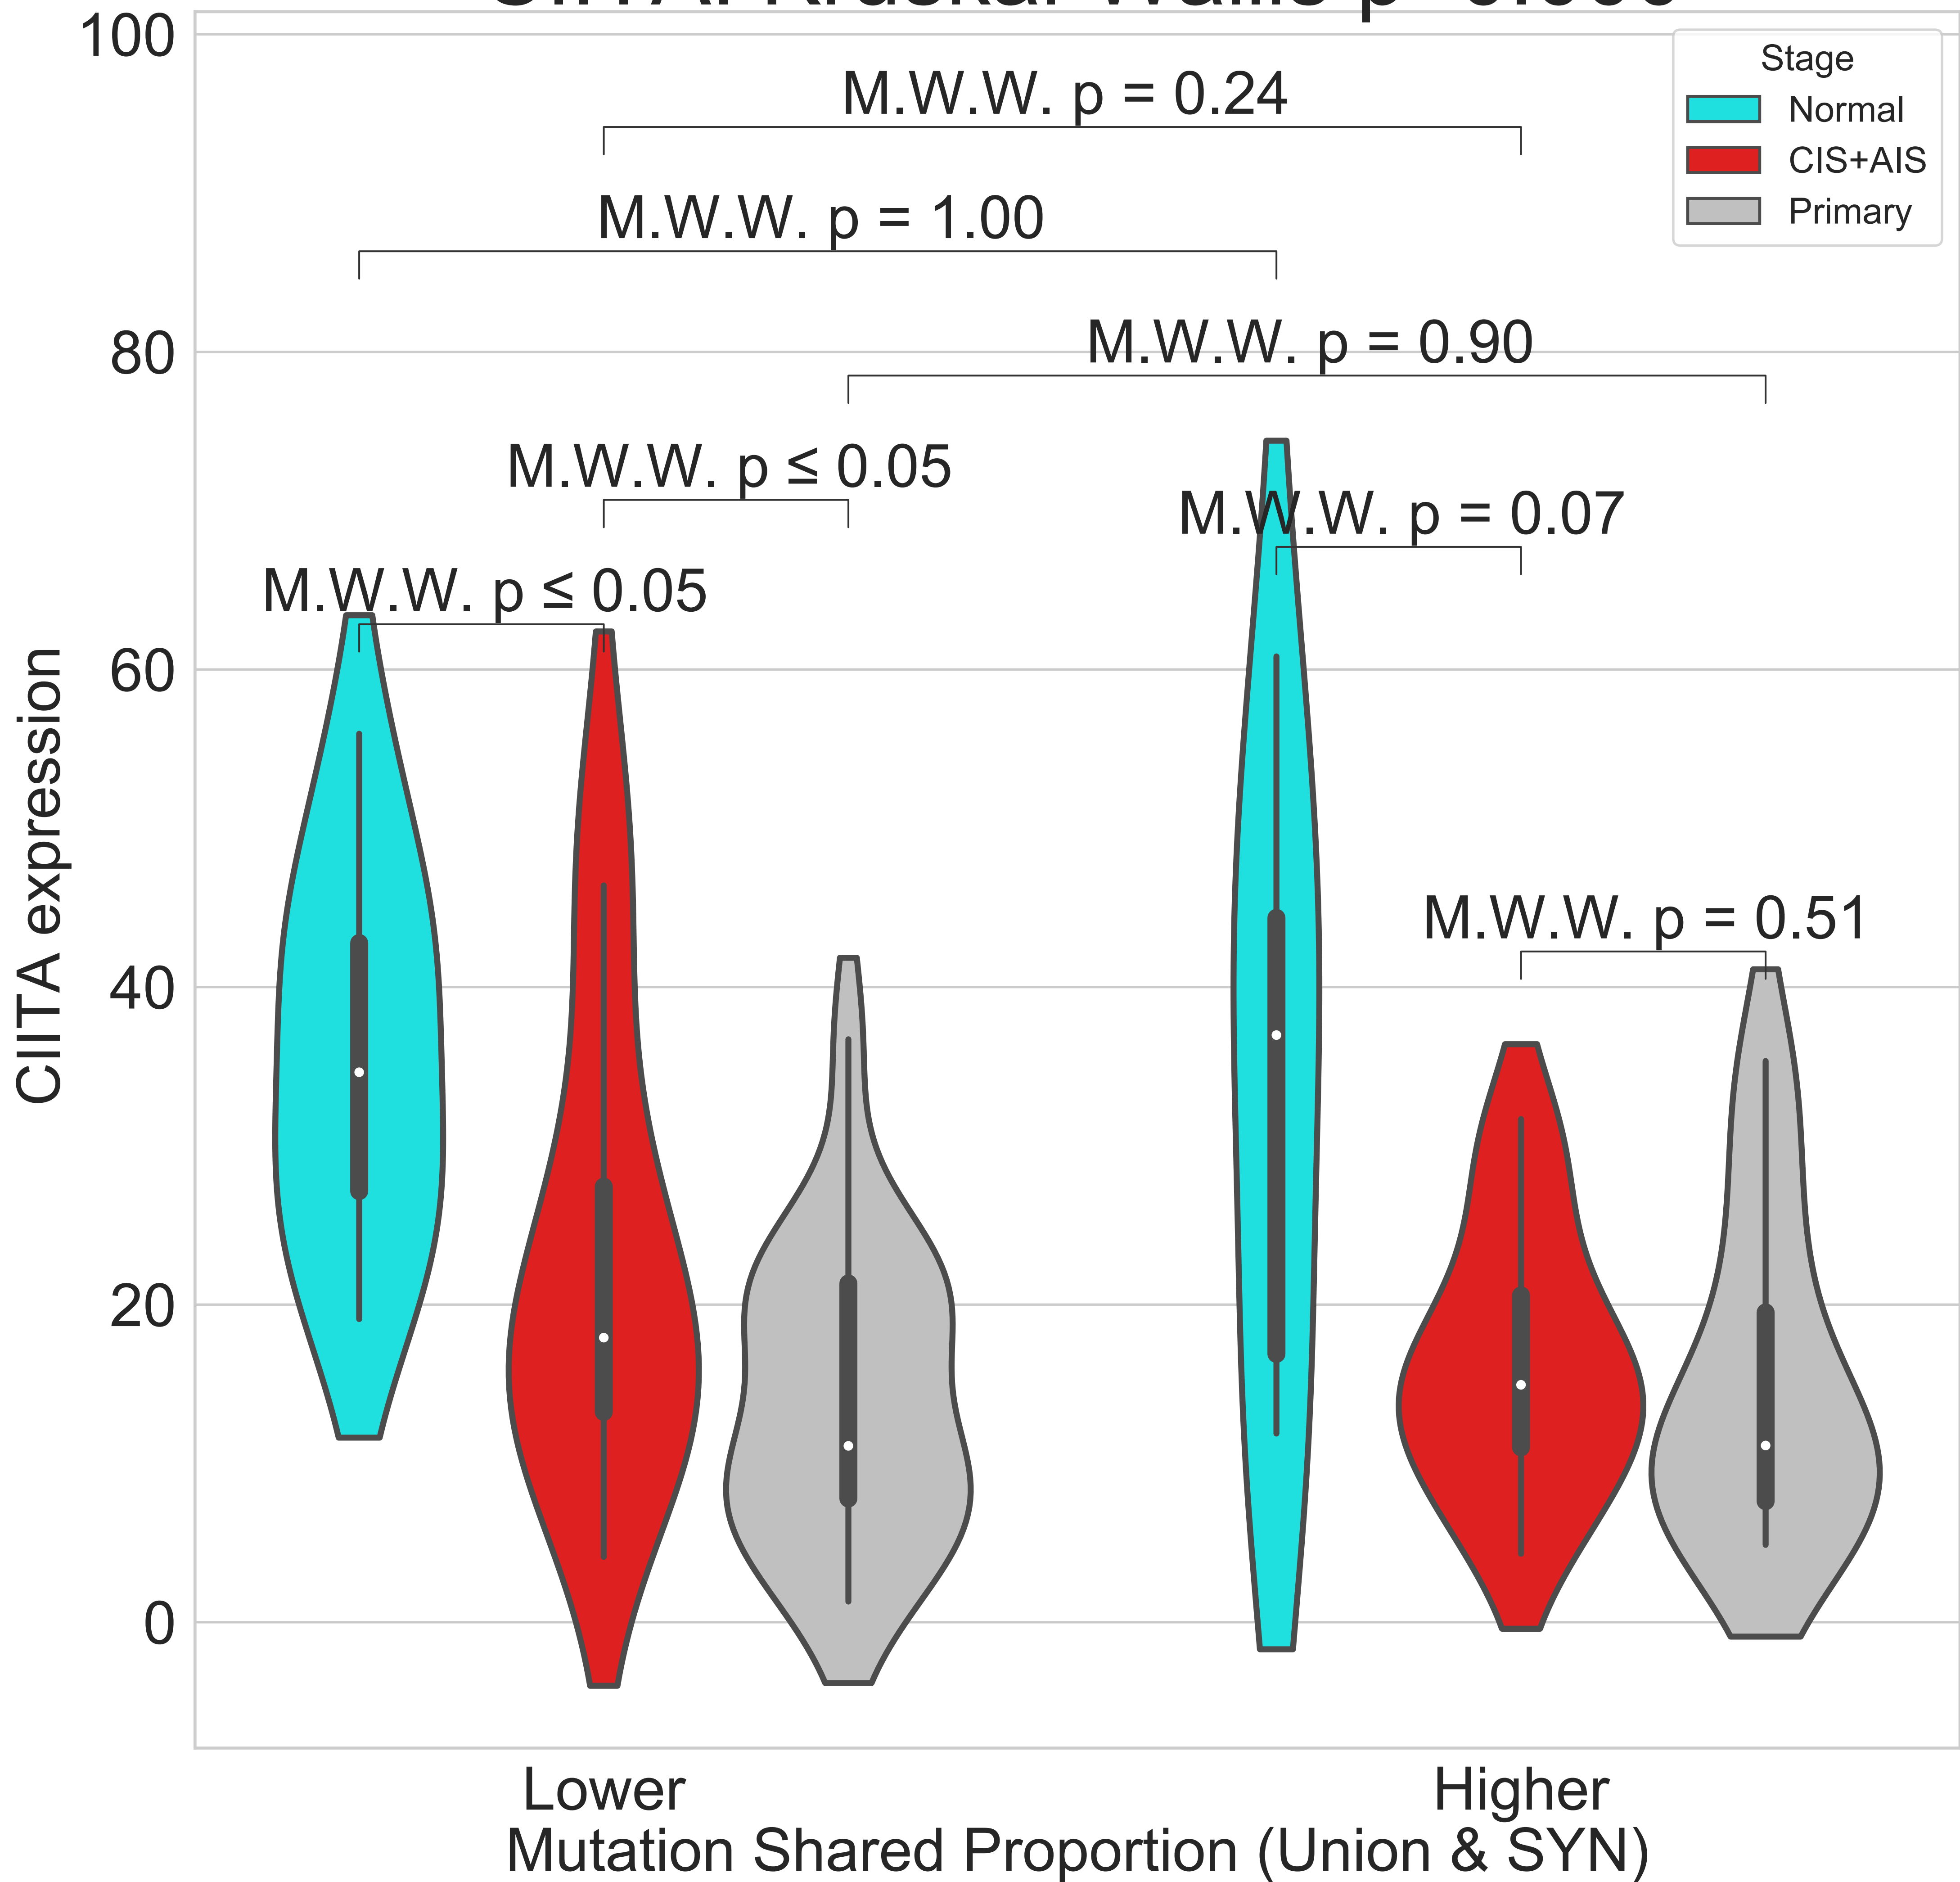 100
80
60
40
20
0
CIITA expression
M.W.W. p = 0.24
M.W.W. p = 1.00
M.W.W. p = 0.90
M.W.W. p ≤ 0.05
M.W.W. p = 0.07
M.W.W. p ≤ 0.05
M.W.W. p = 0.51
Stage
Normal
CIS+AIS
Primary
Lower
Higher
Mutation Shared Proportion (Union & SYN)